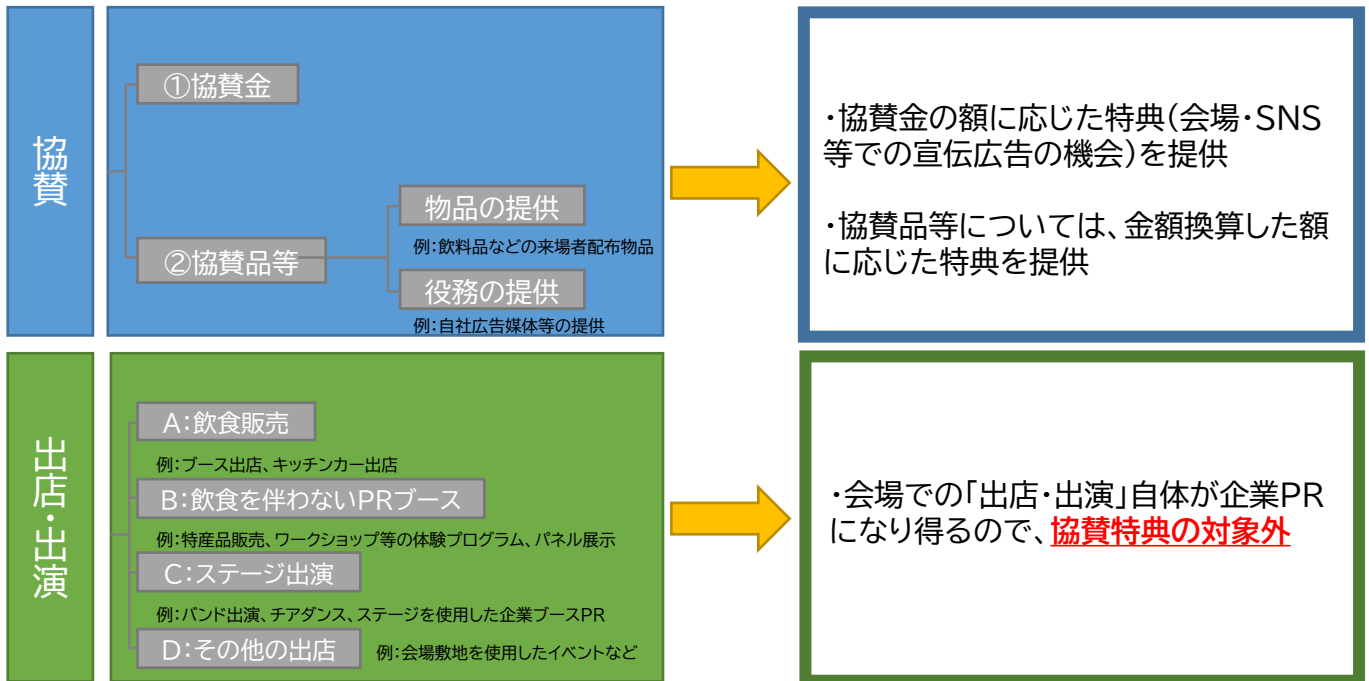 協賛
①協賛金
②協賛品等
物品の提供
例：飲料品などの来場者配布物品
役務の提供
例：自社広告媒体等の提供
・協賛金の額に応じた特典（会場・SNS
等での宣伝広告の機会）を提供
・協賛品等については、金額換算した額
に応じた特典を提供
出店・出演
A：飲食販売
例：ブース出店、キッチンカー出店
B：飲食を伴わないPRブース
例：特産品販売、ワークショップ等の体験プログラム、パネル展示
C：ステージ出演
例：バンド出演、チアダンス、ステージを使用した企業ブースPR
D：その他の出店
例：会場敷地を使用したイベントなど
・会場での「出店・出演」自体が企業PR
になり得るので、協賛特典の対象外